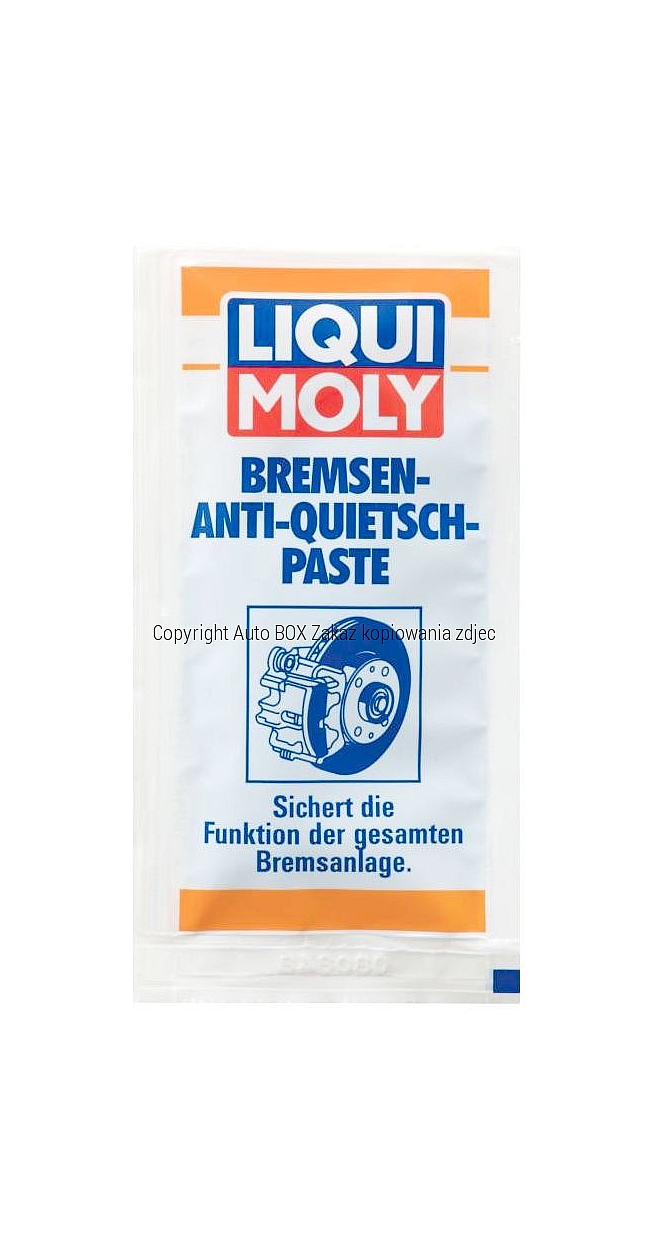 LIQUI
MOLY
BREMSEN-
ANTI-QUIETSCH-
PASTE
Copyright Auto BOX Zakaz kopiowania zdjec
Sichert die
Funktion der gesamten
Bremsanlage.